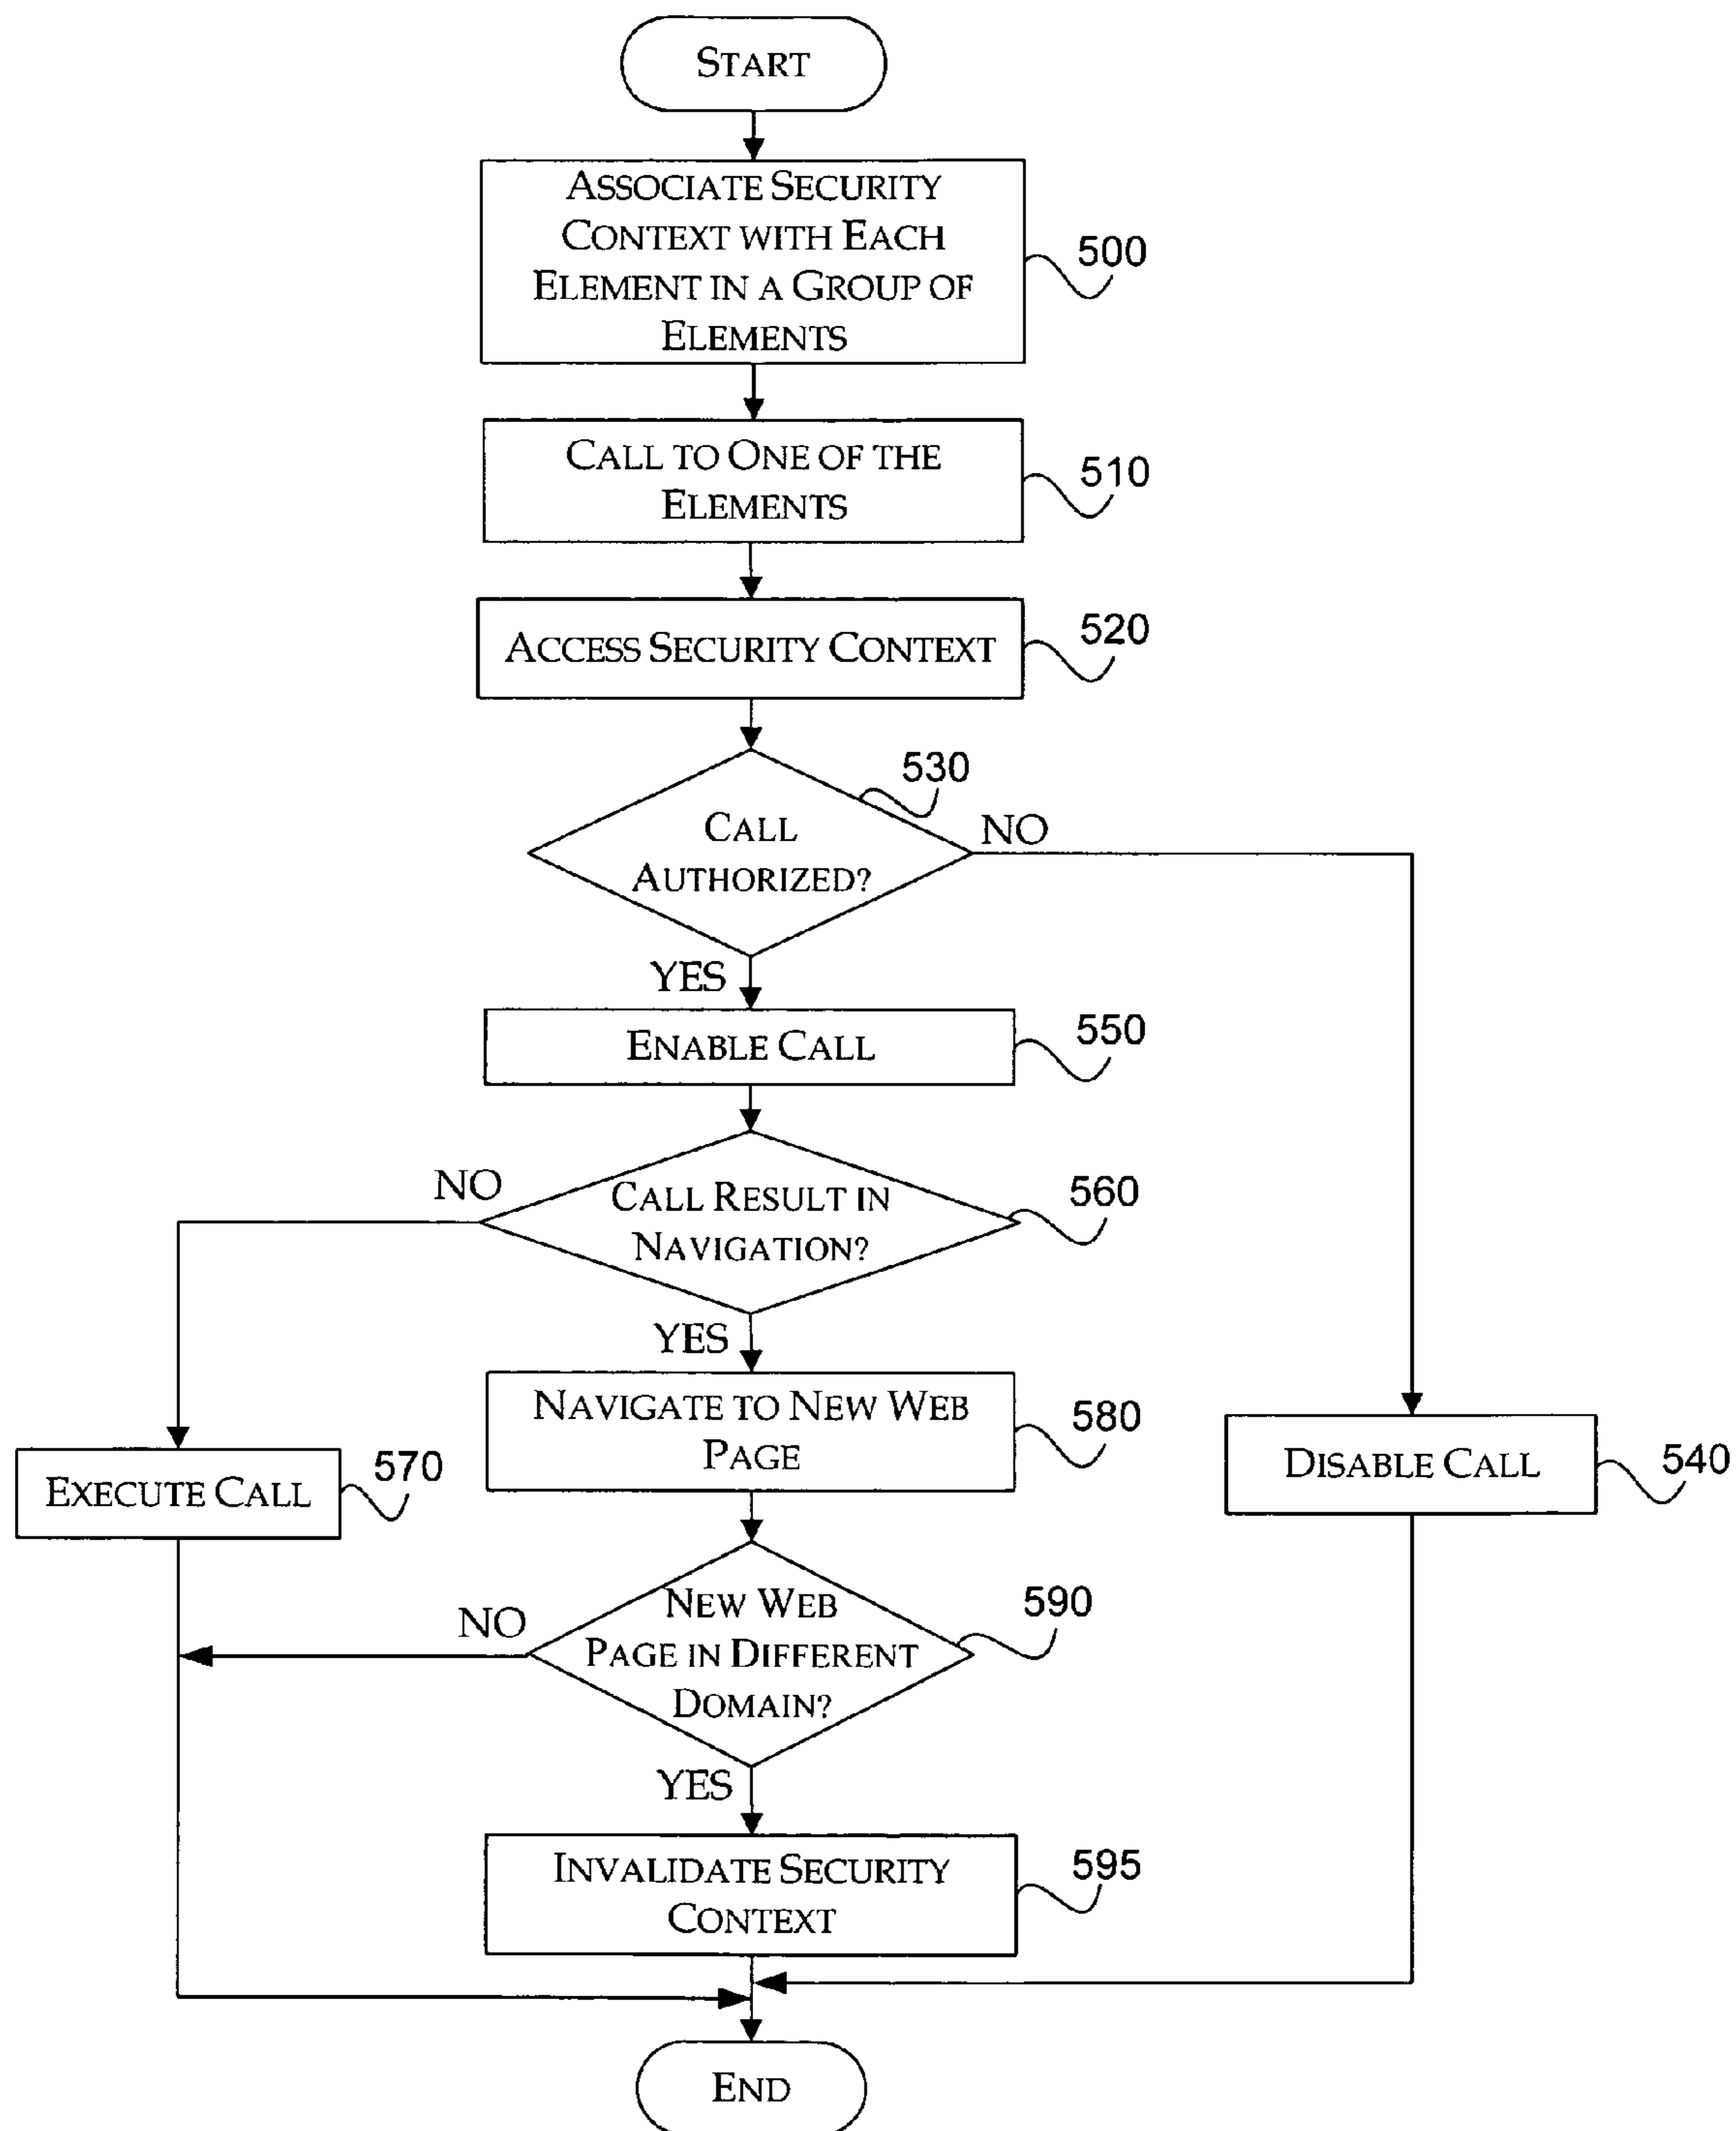 START
ASSOCIATE SECURITY
CONTEXT WITH EACH
ELEMENT IN A GROUP OF
ELEMENTS
500
CALL TO ONE OF THE
ELEMENTS
510
ACCESS SECURITY CONTEXT
520
530
CALL
AUTHORIZED?
NO
YES
ENABLE CALL
550
NO
CALL RESULT IN
NAVIGATION?
560
YES
NAVIGATE TO NEW WEB
PAGE
580
EXECUTE CALL
570
DISABLE CALL
540
NEW WEB
PAGE IN DIFFERENT
DOMAIN?
590
NO
YES
INVALIDATE SECURITY
CONTEXT
595
END